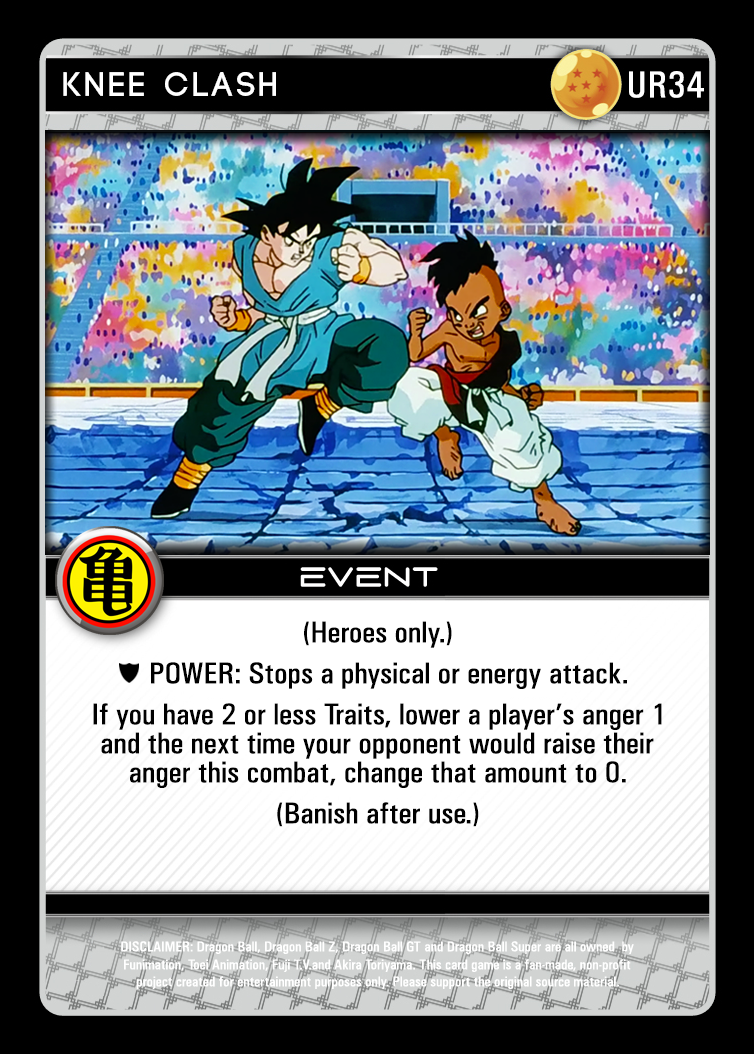 KNEE CLASH
UR34
亀
EVENT
(Heroes only.)
POWER: Stops a physical or energy attack.
If you have 2 or less Traits, lower a player's anger 1
and the next time your opponent would raise their
anger this combat, change that amount to 0.
(Banish after use.)
DISCLAIMER: Dragon Ball, Dragon Ball Z, Dragon Ball GT and Dragon Ball Super are all owned by
Funimation, Toei Animation, Fuji T.V.and Akira Toriyama. This card game is a fan-made, non-profit
project created for entertainment purposes only. Please support the original source material.